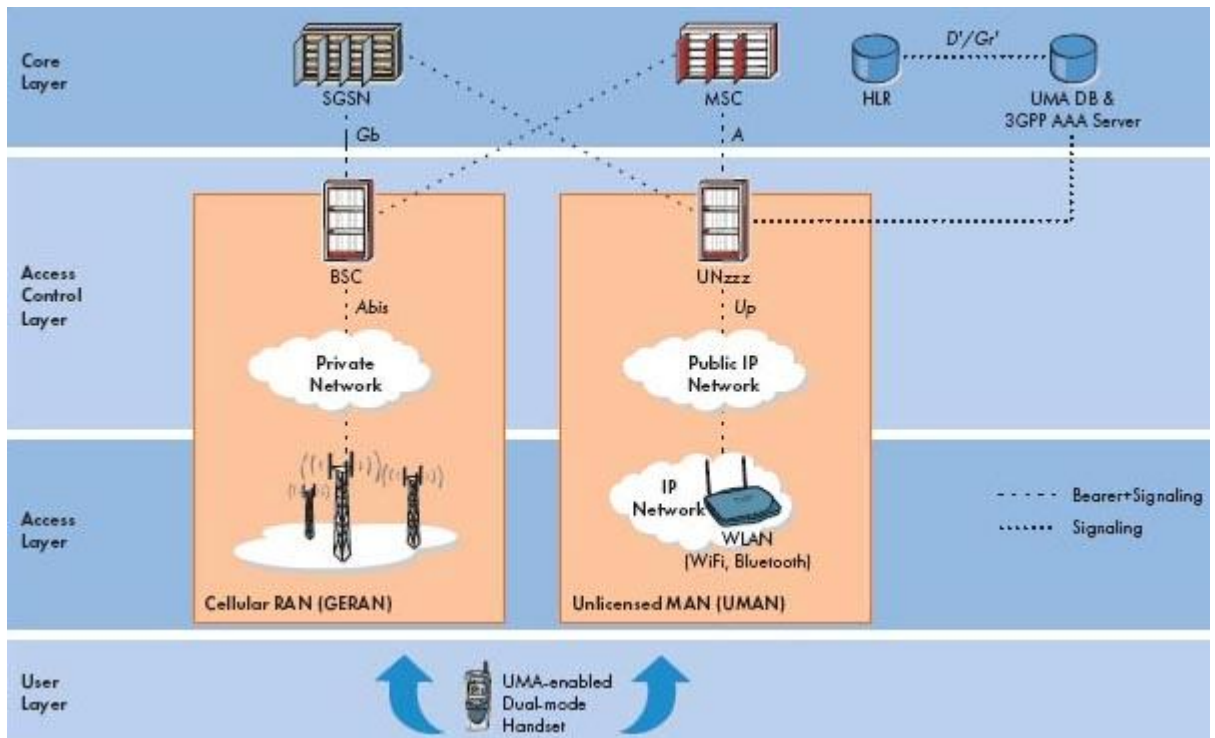 Core
Layer
SGSN
MSC
HLR
D'/Gr'
UMA DB &
3GPP AAA Server
Gb
A
Access
Control
Layer
BSC
UNzzz
Abis
Up
Private
Network
Public IP
Network
Access
Layer
IP
Network
WLAN
(WiFi, Bluetooth)
Bearer+Signaling
Signaling
Cellular RAN (GERAN)
Unlicensed MAN (UMAN)
User
Layer
UMA-enabled
Dual-mode
Handset